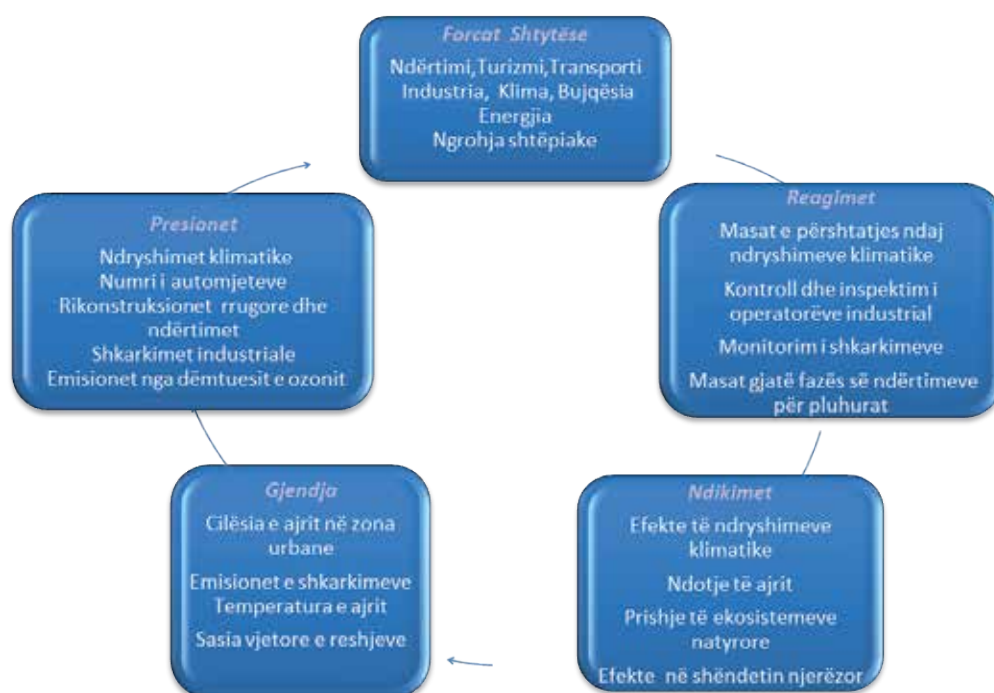 Forcat Shtytëse
Ndërtimi,Turizmi,Transporti
Industria, Klima, Bujqësia
Energjia
Ngrohja shtëpiake
Reagimet
Masat e përshtatjes ndaj
ndryshimeve klimatike
Kontroll dhe inspektim i
operatorëve industrial
Monitorim i shkarkimeve
Masat gjatë fazës së ndërtimeve
për pluhurat
Ndikimet
Efekte të ndryshimeve
klimatike
Ndotje të ajrit
Prishje të ekosistemeve
natyrore
Efekte në shëndetin njerëzor
Gjendja
Cilësia e ajrit në zona
urbane
Emisionet e shkarkimeve
Temperatura e ajrit
Sasia vjetore e reshjeve
Presionet
Ndryshimet klimatike
Numri i automjeteve
Rikonstruksionet rrugore dhe
ndërtimet
Shkarkimet industriale
Emisionet nga dëmtuesit e ozonit